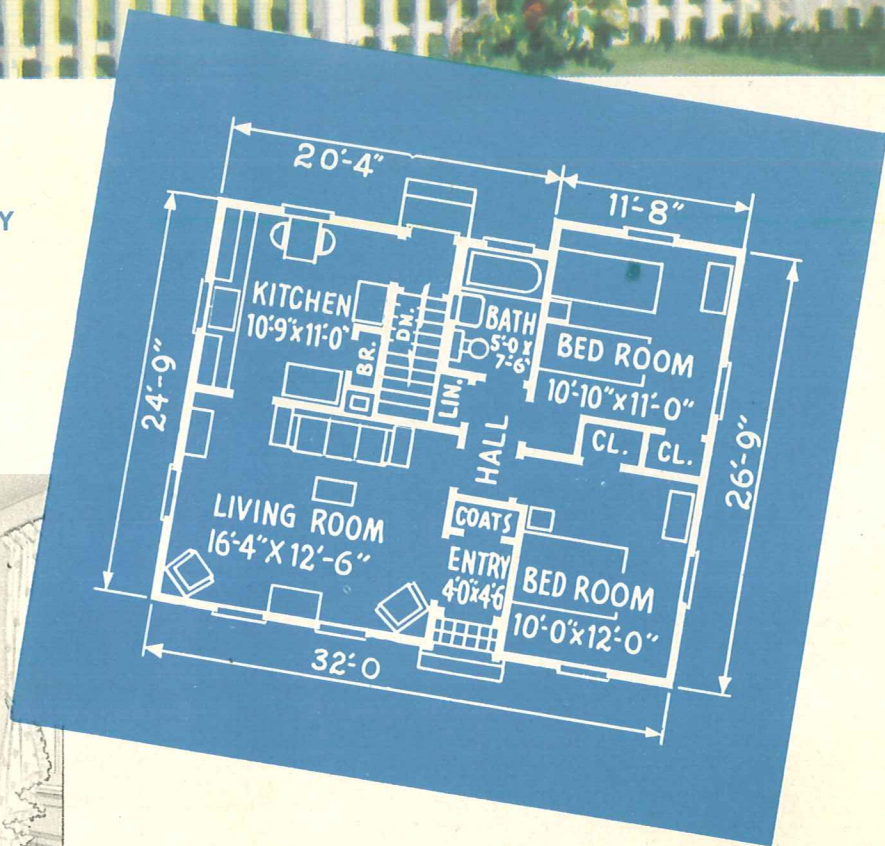 Y
20'-4"
11'-8"
KITCHEN
10'-9"x11'-0"
BR.
DN.
BATH
5'-0 x
7'-6"
LIN.
BED ROOM
10'-10"x11'-0"
CL.
CL.
24'-9"
26'-9"
HALL
LIVING ROOM
16'-4"X 12'-6"
COATS
ENTRY
4'-0"x4'-6
BED ROOM
10'-0"x12'-0"
32'-0